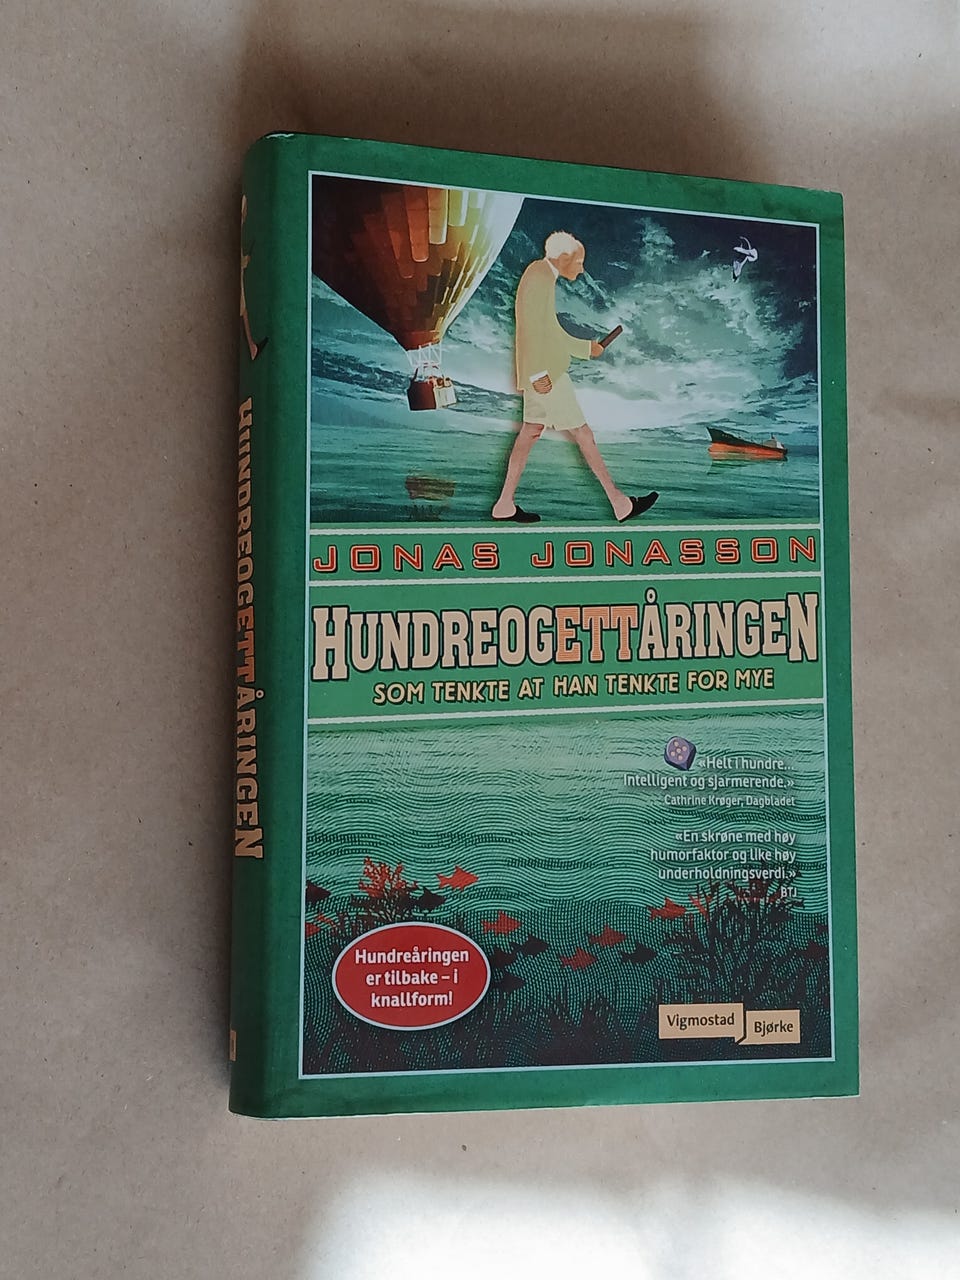 JONAS JONASSON
HUNDREOGETTÅRINGEN
SOM TENKTE AT HAN TENKTE FOR MYE
«Helt i hundre...
Intelligent og sjarmerende.»
Cathrine Krøger, Dagbladet
«En skrøne med høy
humorfaktor og like høy
underholdningsverdi.»
BTJ
Hundreåringen
er tilbake – i
knallform!
Vigmostad
Bjørke
HUNDREOGETTÅRINGEN